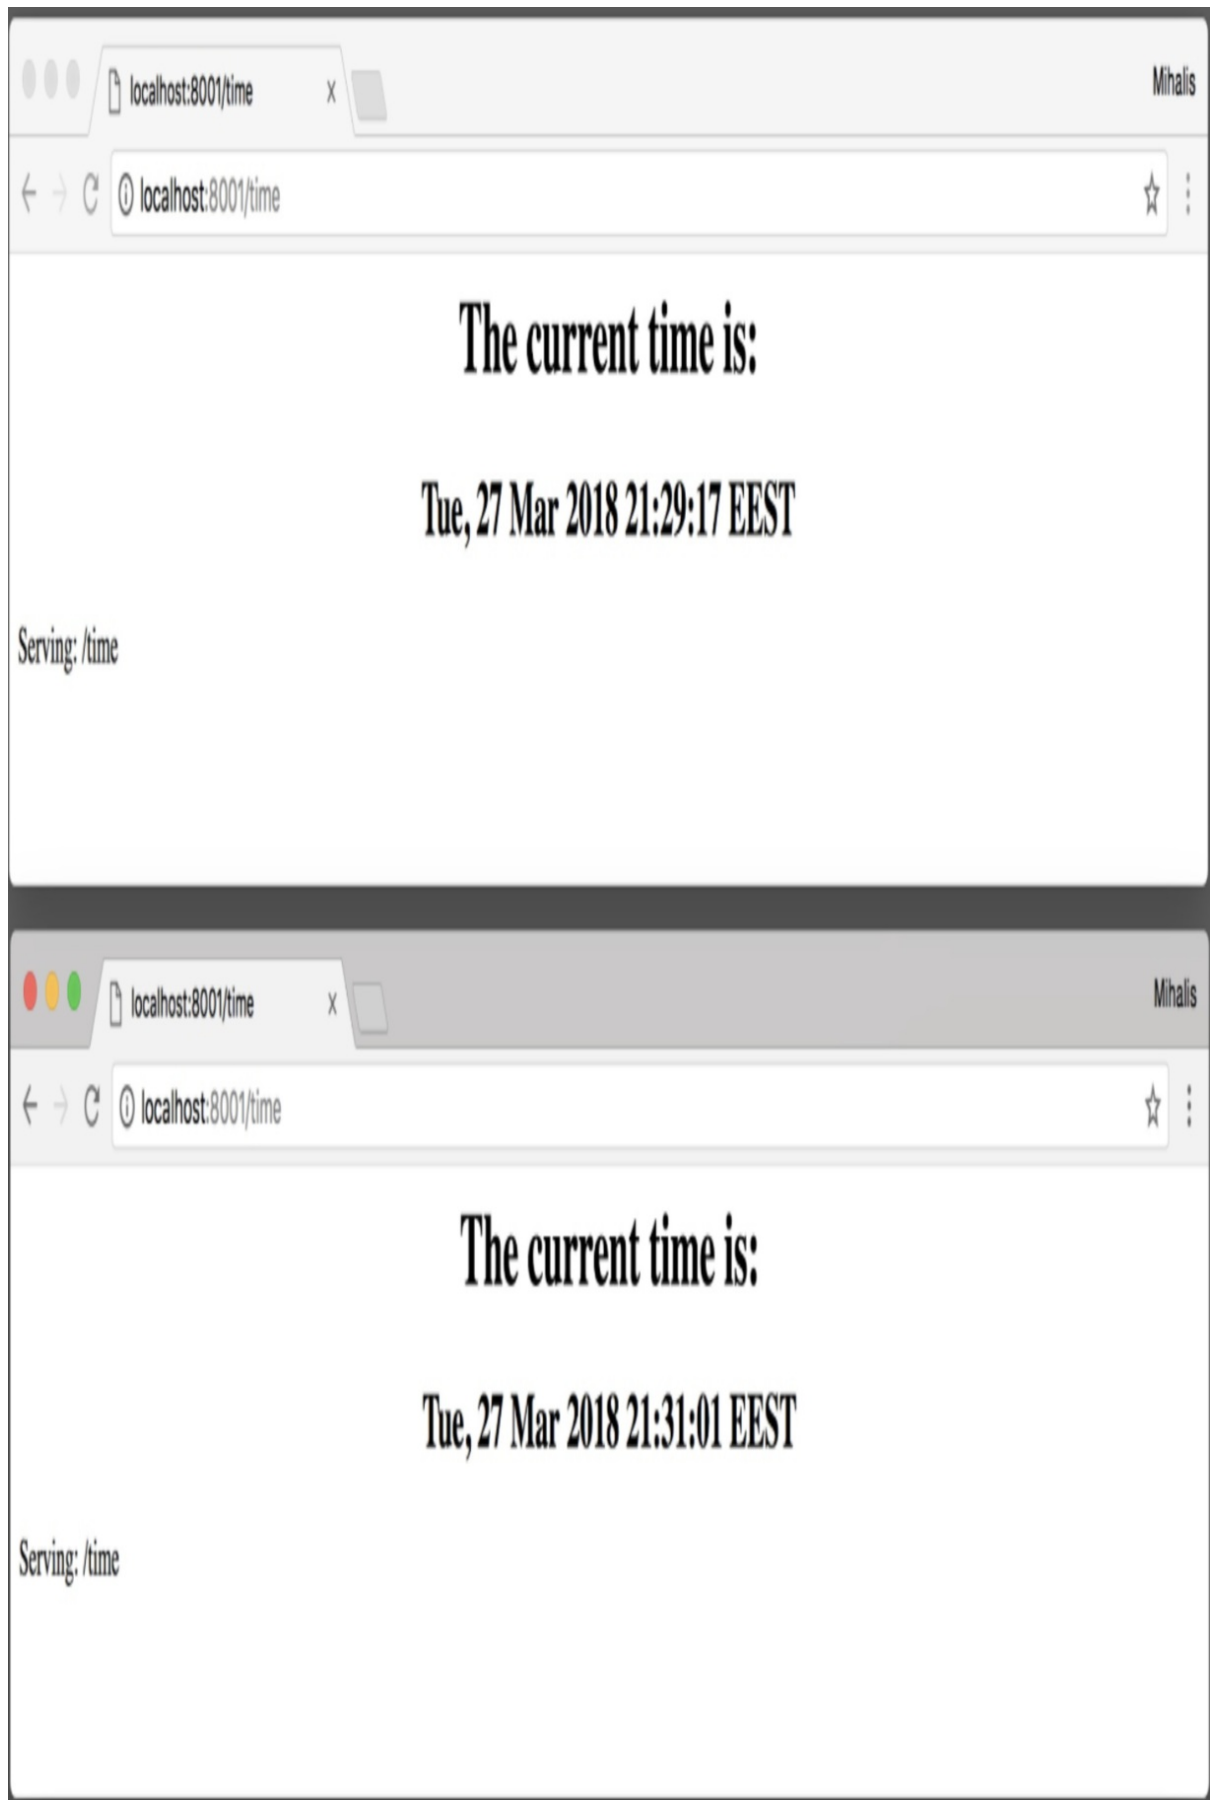 localhost:8001/time
Mihalis
localhost:8001/time
The current time is:
Tue, 27 Mar 2018 21:29:17 EEST
Serving: /time
localhost:8001/time
Mihalis
localhost:8001/time
The current time is:
Tue, 27 Mar 2018 21:31:01 EEST
Serving: /time